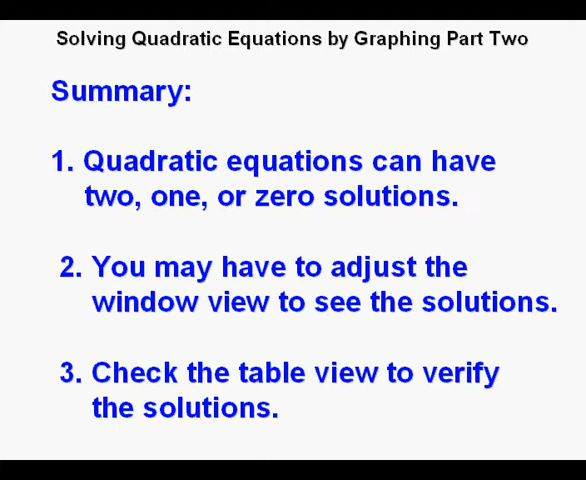 Solving Quadratic Equations by Graphing Part Two
Summary:
1. Quadratic equations can have
two, one, or zero solutions.
2. You may have to adjust the
window view to see the solutions.
3. Check the table view to verify
the solutions.